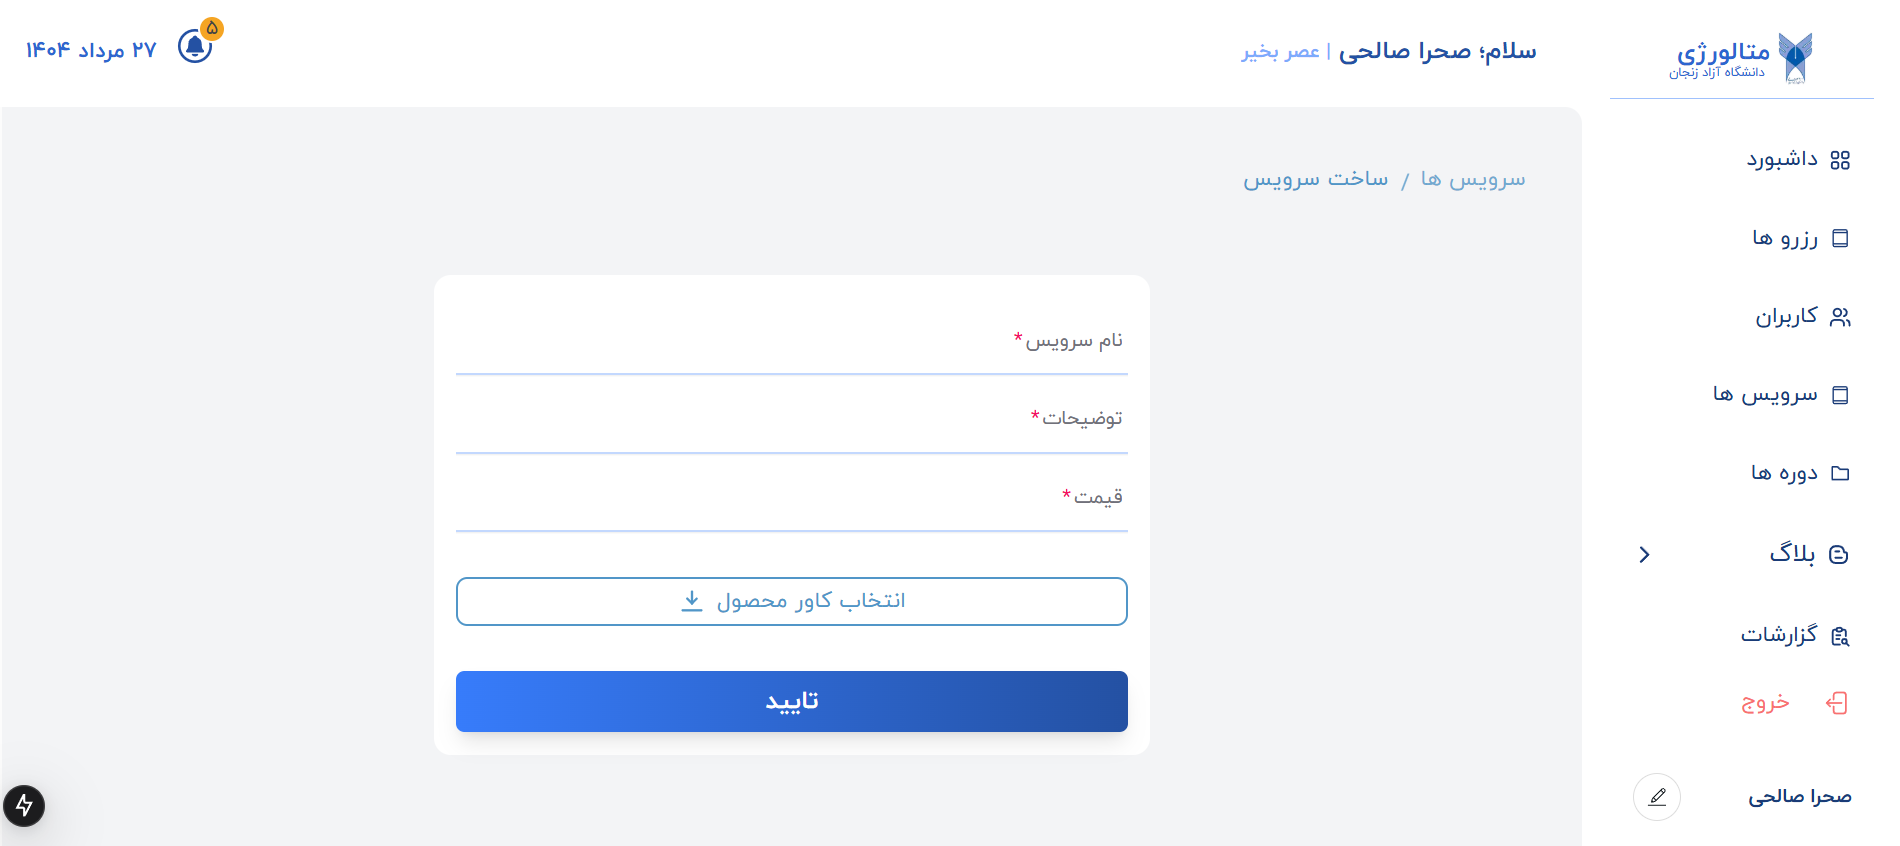 متالورژی
دانشگاه آزاد زنجان
سلام؛ صحرا صالحی | عصر بخیر
۵
۲۷ مرداد ۱۴۰۴
داشبورد
رزرو ها
کاربران
سرویس ها
دوره ها
بلاگ
گزارشات
خروج
صحرا صالحی
سرویس ها / ساخت سرویس
نام سرویس*
توضیحات*
قیمت*
انتخاب کاور محصول
تایید